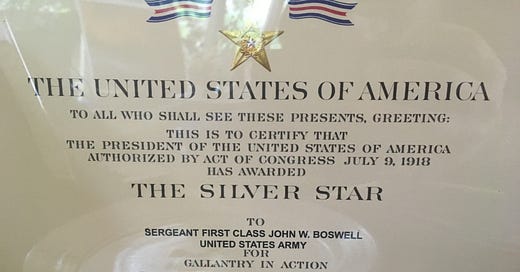 THE UNITED STATES OF AMERICA
TO ALL WHO SHALL SEE THESE PRESENTS, GREETING:
THIS IS TO CERTIFY THAT
THE PRESIDENT OF THE UNITED STATES OF AMERICA
AUTHORIZED BY ACT OF CONGRESS JULY 9, 1918
HAS AWARDED
THE SILVER STAR
TO
SERGEANT FIRST CLASS JOHN W. BOSWELL
UNITED STATES ARMY
FOR
GALLANTRY IN ACTION